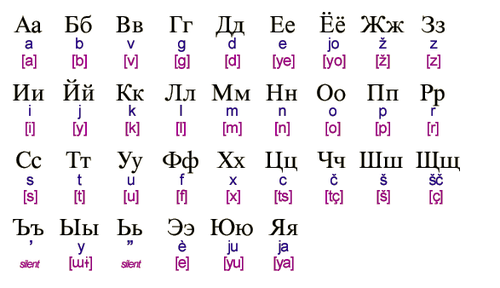 Аа Бб Вв Гг Дд Ее Ёё Жж Зз
a b v g d e jo ž z
[a] [b] [v] [g] [d] [ye] [yo] [ž] [z]
Ии Йй Кк Лл Мм Нн Оо Пп Рр
i j k l m n o p r
[i] [y] [k] [l] [m] [n] [o] [p] [r]
Сс Тт Уу Фф Хх Цц Чч Шш Щщ
s t u f x c č š šč
[s] [t] [u] [f] [x] [ts] [tç] [š] [ç]
Ъъ Ыы Ьь Ээ Юю Яя
’ y ” è ju ja
silent [ɯɨ] silent [e] [yu] [ya]